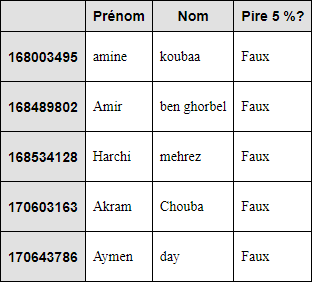 Prénom Nom Pire 5 %?
168003495 amine koubaa Faux
168489802 Amir ben ghorbel Faux
168534128 Harchi mehrez Faux
170603163 Akram Chouba Faux
170643786 Aymen day Faux